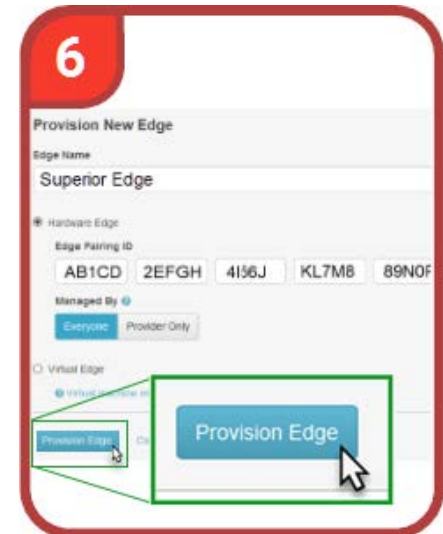 6
Provision New Edge
Edge Name
Superior Edge
Hardware Edge
Edge Pairing ID
AB1CD 2EFGH 4I56J KL7M8
Managed By
Everyone Provider Only
Virtual Edge
Provision Edge
Provision Edge